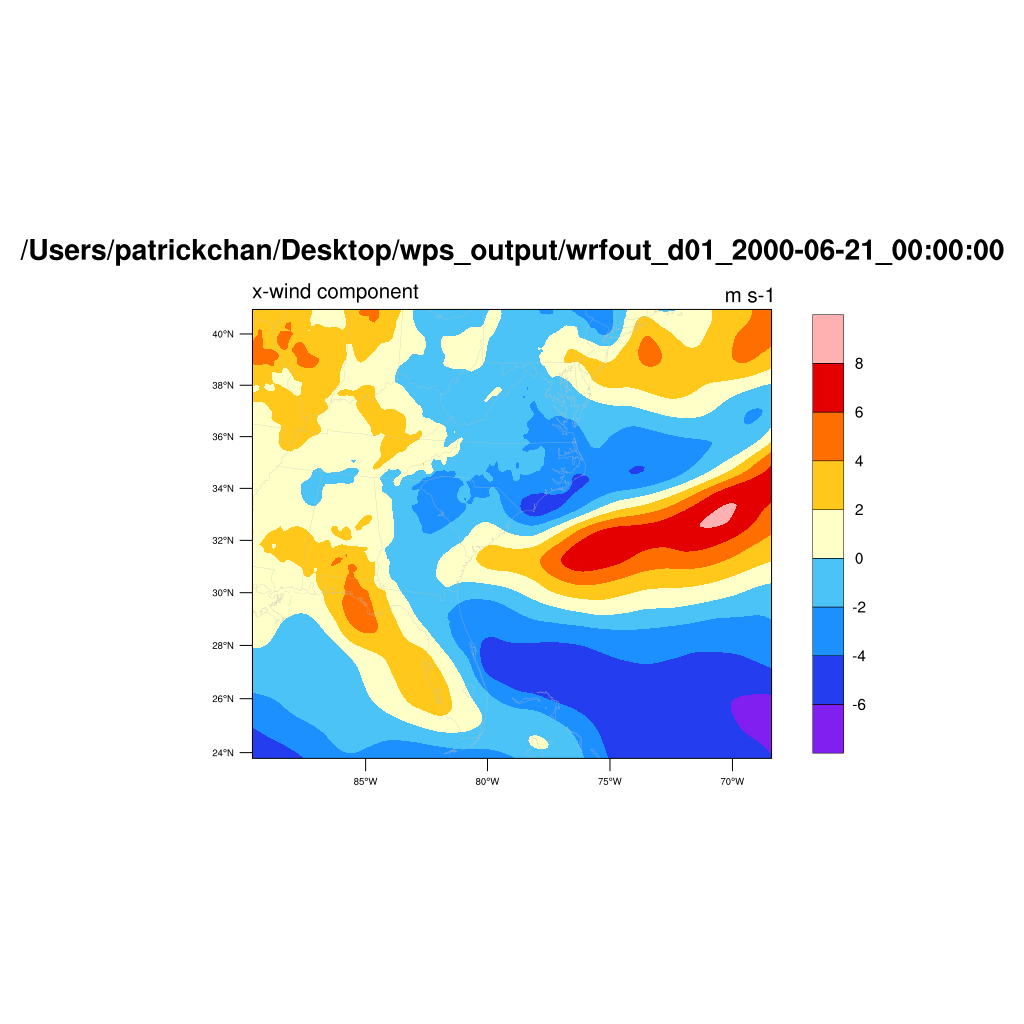 /Users/patrickchan/Desktop/wps_output/wrfout_d01_2000-06-21_00:00:00
x-wind component
m s-1
40°N
38°N
36°N
34°N
32°N
30°N
28°N
26°N
24°N
85°W
80°W
75°W
70°W
8
6
4
2
0
-2
-4
-6